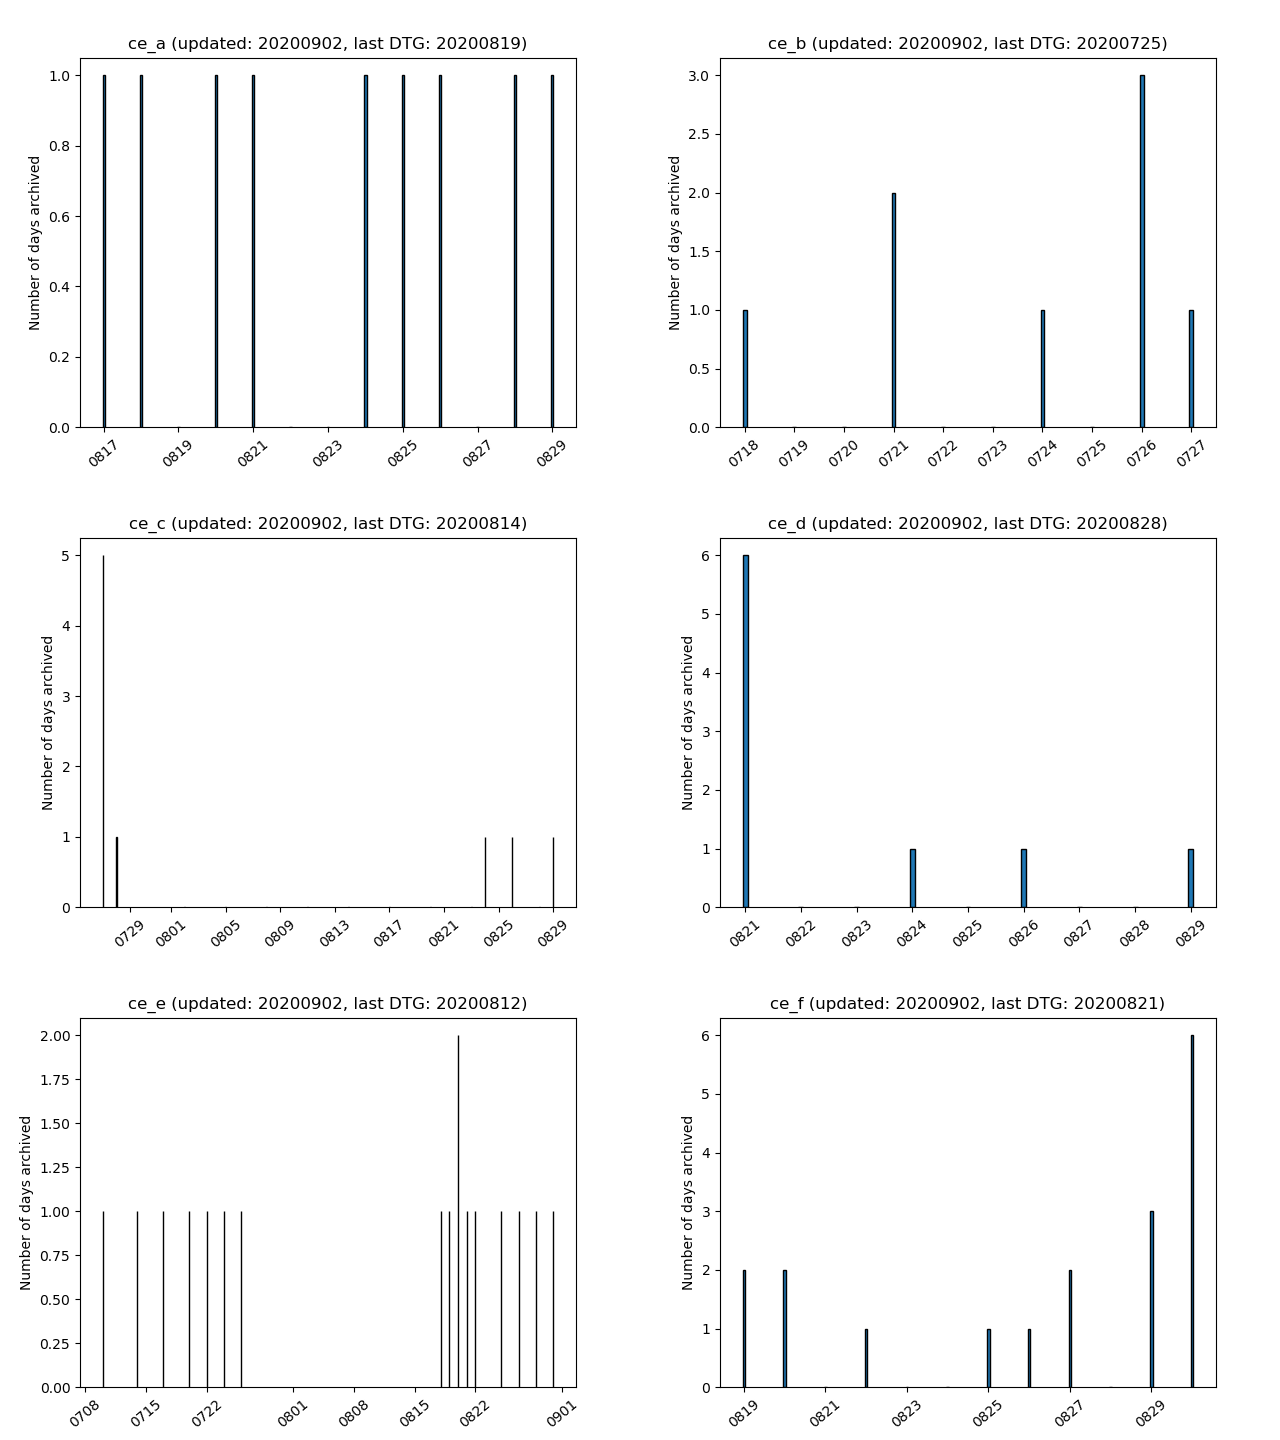 ce_a (updated: 20200902, last DTG: 20200819)
Number of days archived
1.0
0.8
0.6
0.4
0.2
0.0
0817 0819 0821 0823 0825 0827 0829
ce_b (updated: 20200902, last DTG: 20200725)
Number of days archived
3.0
2.5
2.0
1.5
1.0
0.5
0.0
0718 0719 0720 0721 0722 0723 0724 0725 0726 0727
ce_c (updated: 20200902, last DTG: 20200814)
Number of days archived
5
4
3
2
1
0
0729 0801 0805 0809 0813 0817 0821 0825 0829
ce_d (updated: 20200902, last DTG: 20200828)
Number of days archived
6
5
4
3
2
1
0
0821 0822 0823 0824 0825 0826 0827 0828 0829
ce_e (updated: 20200902, last DTG: 20200812)
Number of days archived
2.00
1.75
1.50
1.25
1.00
0.75
0.50
0.25
0.00
0708 0715 0722 0801 0808 0815 0822 0901
ce_f (updated: 20200902, last DTG: 20200821)
Number of days archived
6
5
4
3
2
1
0
0819 0821 0823 0825 0827 0829